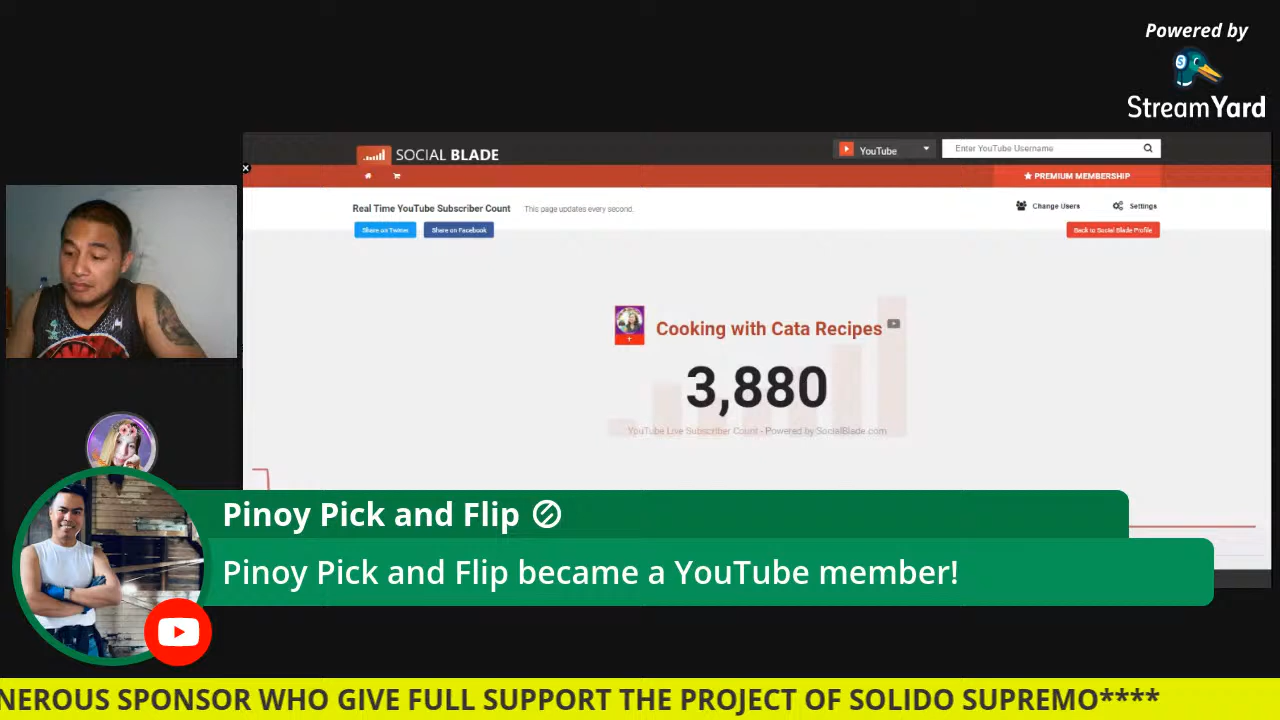 Powered by
StreamYard
SOCIAL BLADE
YouTube
Enter YouTube Username
PREMIUM MEMBERSHIP
Real Time YouTube Subscriber Count
This page updates every second.
Change Users
Settings
Share on Twitter
Share on Facebook
Back to Social Blade Profile
Cooking with Cata Recipes
3,880
YouTube Live Subscriber Count - Powered by SocialBlade.com
Pinoy Pick and Flip
Pinoy Pick and Flip became a YouTube member!
NEROUS SPONSOR WHO GIVE FULL SUPPORT THE PROJECT OF SOLIDO SUPREMO****